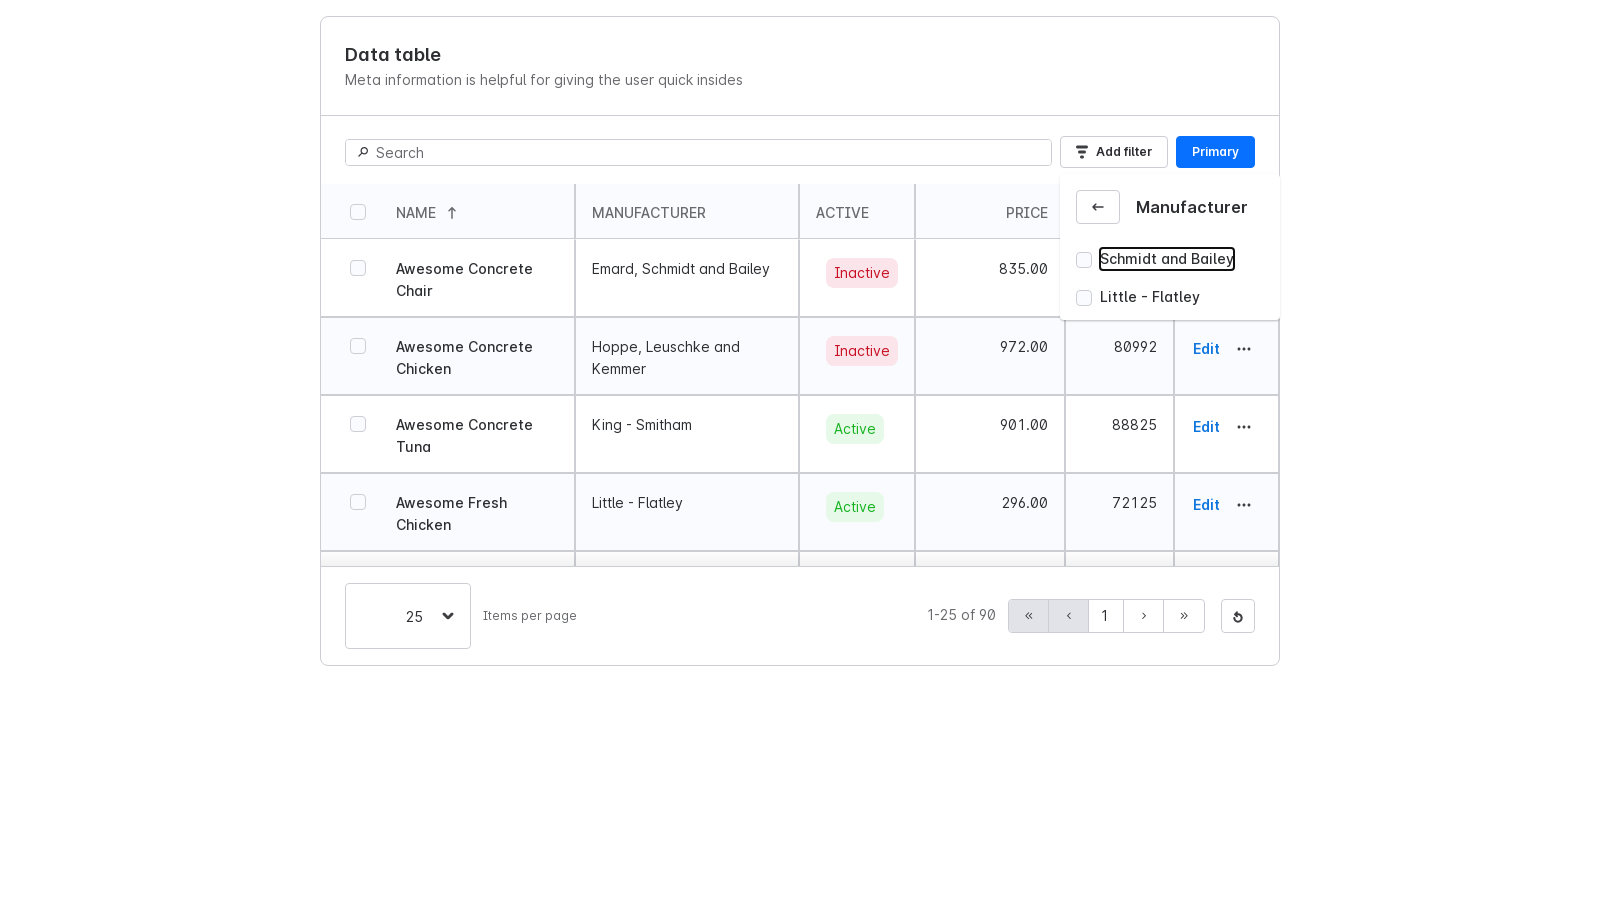 Data table
Meta information is helpful for giving the user quick insides
Search
Add filter
Primary
Manufacturer
Schmidt and Bailey
Little - Flatley
NAME
MANUFACTURER
ACTIVE
PRICE
Awesome Concrete
Chair
Emard, Schmidt and Bailey
Inactive
835.00
Awesome Concrete
Chicken
Hoppe, Leuschke and
Kemmer
Inactive
972.00
80992
Edit
Awesome Concrete
Tuna
King - Smitham
Active
901.00
88825
Edit
Awesome Fresh
Chicken
Little - Flatley
Active
296.00
72125
Edit
25
Items per page
1-25 of 90
«
‹
1
›
»